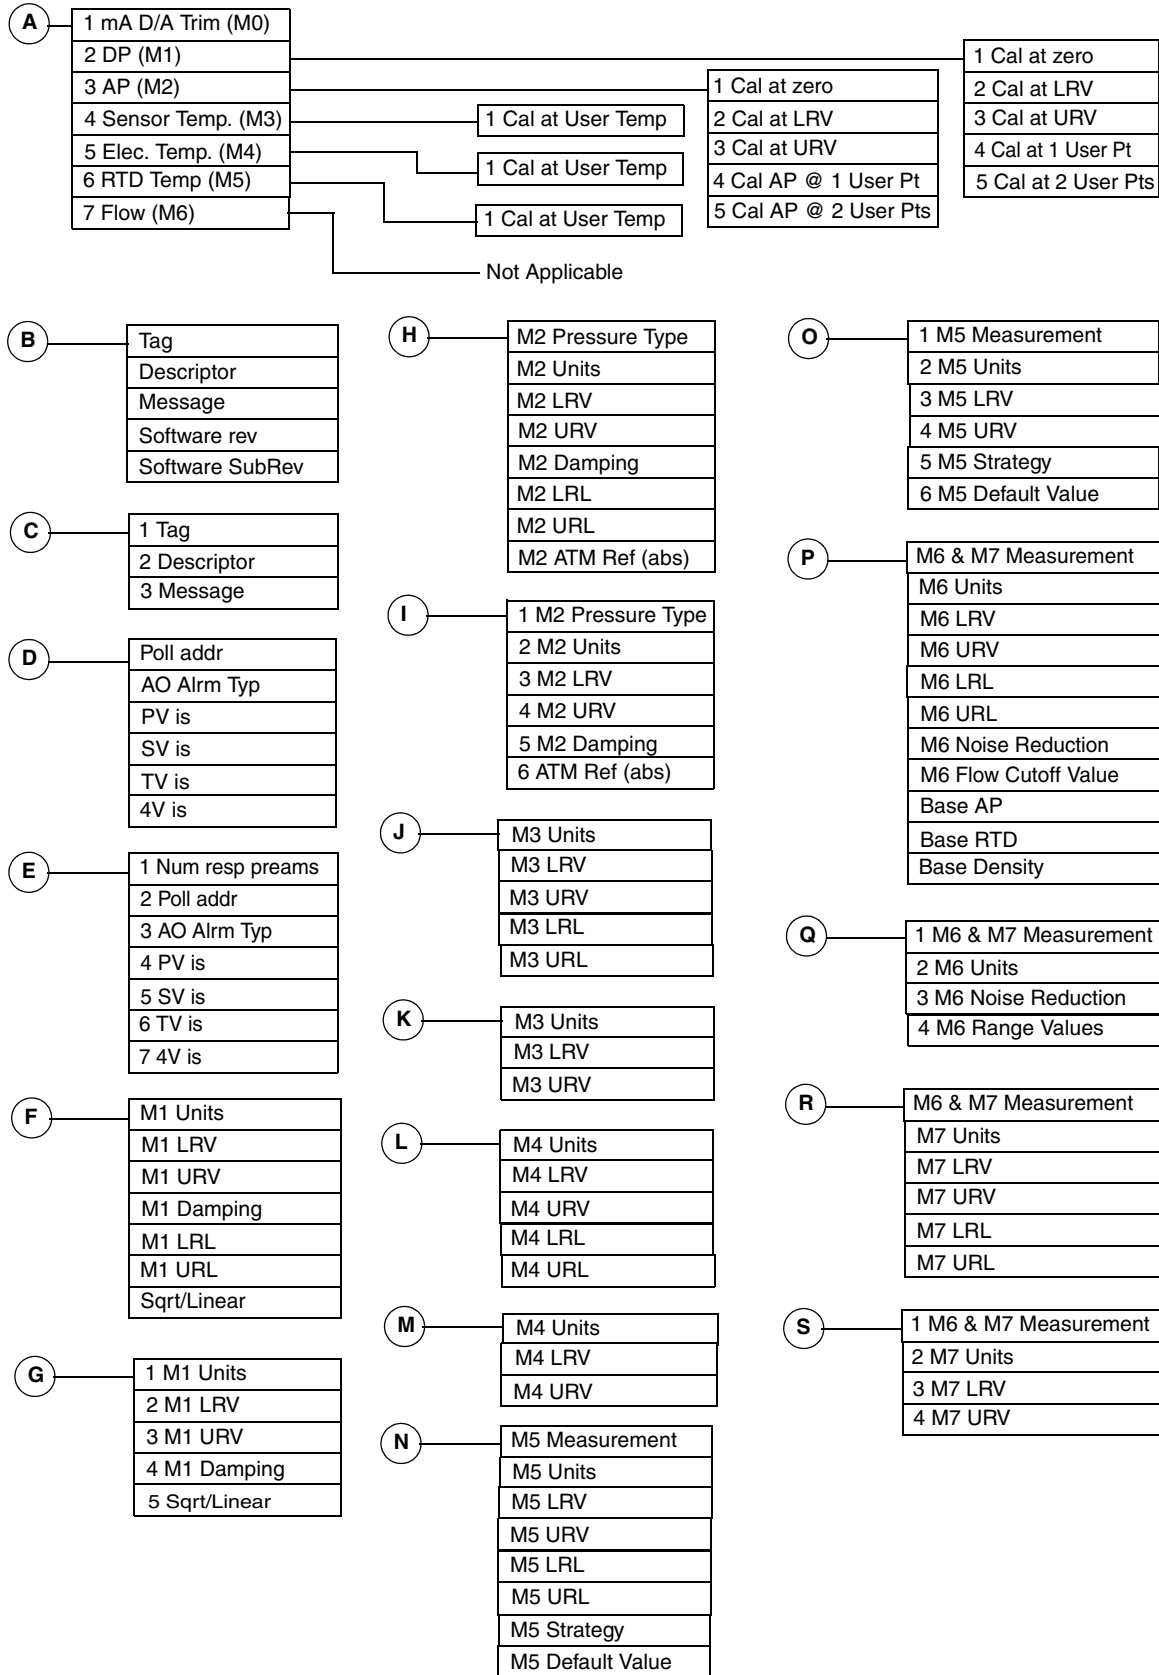 A
1 mA D/A Trim (M0)
2 DP (M1)
3 AP (M2)
4 Sensor Temp. (M3)
5 Elec. Temp. (M4)
6 RTD Temp (M5)
7 Flow (M6)
1 Cal at User Temp
1 Cal at User Temp
1 Cal at User Temp
Not Applicable
1 Cal at zero
2 Cal at LRV
3 Cal at URV
4 Cal AP @ 1 User Pt
5 Cal AP @ 2 User Pts
1 Cal at zero
2 Cal at LRV
3 Cal at URV
4 Cal at 1 User Pt
5 Cal at 2 User Pts
B
Tag
Descriptor
Message
Software rev
Software SubRev
C
1 Tag
2 Descriptor
3 Message
D
Poll addr
AO Alrm Typ
PV is
SV is
TV is
4V is
E
1 Num resp preams
2 Poll addr
3 AO Alrm Typ
4 PV is
5 SV is
6 TV is
7 4V is
F
M1 Units
M1 LRV
M1 URV
M1 Damping
M1 LRL
M1 URL
Sqrt/Linear
G
1 M1 Units
2 M1 LRV
3 M1 URV
4 M1 Damping
5 Sqrt/Linear
H
M2 Pressure Type
M2 Units
M2 LRV
M2 URV
M2 Damping
M2 LRL
M2 URL
M2 ATM Ref (abs)
I
1 M2 Pressure Type
2 M2 Units
3 M2 LRV
4 M2 URV
5 M2 Damping
6 ATM Ref (abs)
J
M3 Units
M3 LRV
M3 URV
M3 LRL
M3 URL
K
M3 Units
M3 LRV
M3 URV
L
M4 Units
M4 LRV
M4 URV
M4 LRL
M4 URL
M
M4 Units
M4 LRV
M4 URV
N
M5 Measurement
M5 Units
M5 LRV
M5 URV
M5 LRL
M5 URL
M5 Strategy
M5 Default Value
O
1 M5 Measurement
2 M5 Units
3 M5 LRV
4 M5 URV
5 M5 Strategy
6 M5 Default Value
P
M6 & M7 Measurement
M6 Units
M6 LRV
M6 URV
M6 LRL
M6 URL
M6 Noise Reduction
M6 Flow Cutoff Value
Base AP
Base RTD
Base Density
Q
1 M6 & M7 Measurement
2 M6 Units
3 M6 Noise Reduction
4 M6 Range Values
R
M6 & M7 Measurement
M7 Units
M7 LRV
M7 URV
M7 LRL
M7 URL
S
1 M6 & M7 Measurement
2 M7 Units
3 M7 LRV
4 M7 URV